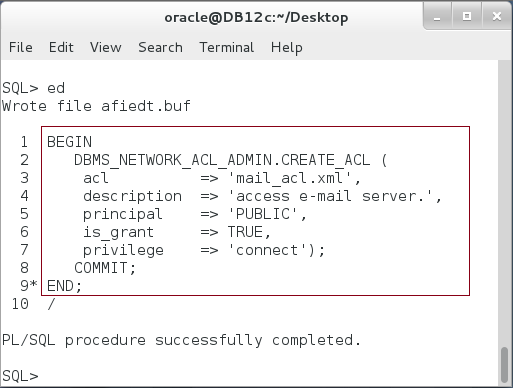 oracle@DB12c:~/Desktop
File Edit View Search Terminal Help
SQL> ed
Wrote file afiedt.buf
1 BEGIN
2 DBMS_NETWORK_ACL_ADMIN.CREATE_ACL (
3 acl => 'mail_acl.xml',
4 description => 'access e-mail server.',
5 principal => 'PUBLIC',
6 is_grant => TRUE,
7 privilege => 'connect');
8 COMMIT;
9* END;
10 /
PL/SQL procedure successfully completed.
SQL>